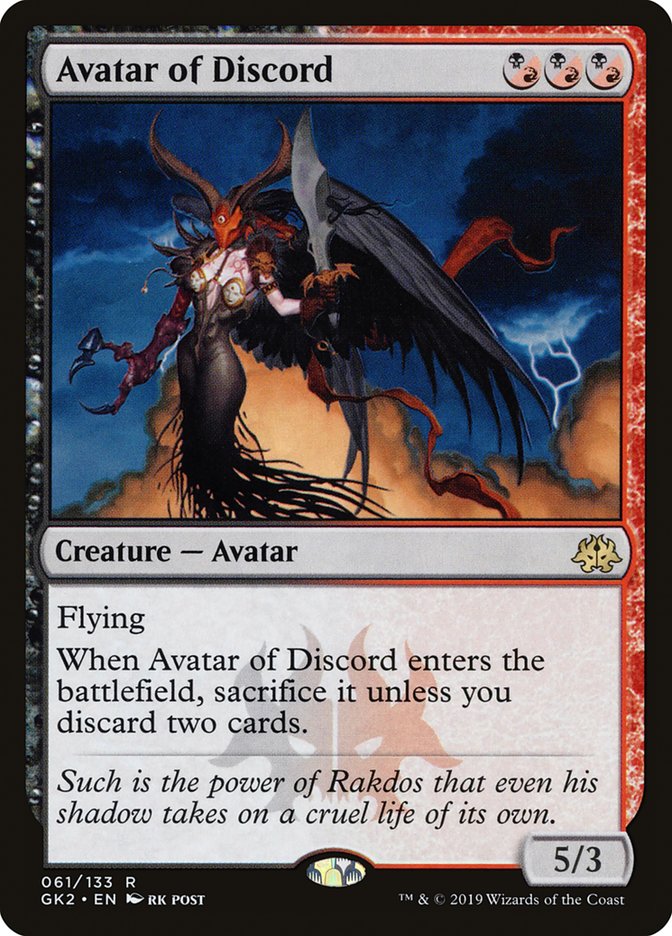 Avatar of Discord
Creature — Avatar
Flying
When Avatar of Discord enters the
battlefield, sacrifice it unless you
discard two cards.
Such is the power of Rakdos that even his
shadow takes on a cruel life of its own.
5/3
061/133 R
GK2 • EN RK POST
™ & © 2019 Wizards of the Coast